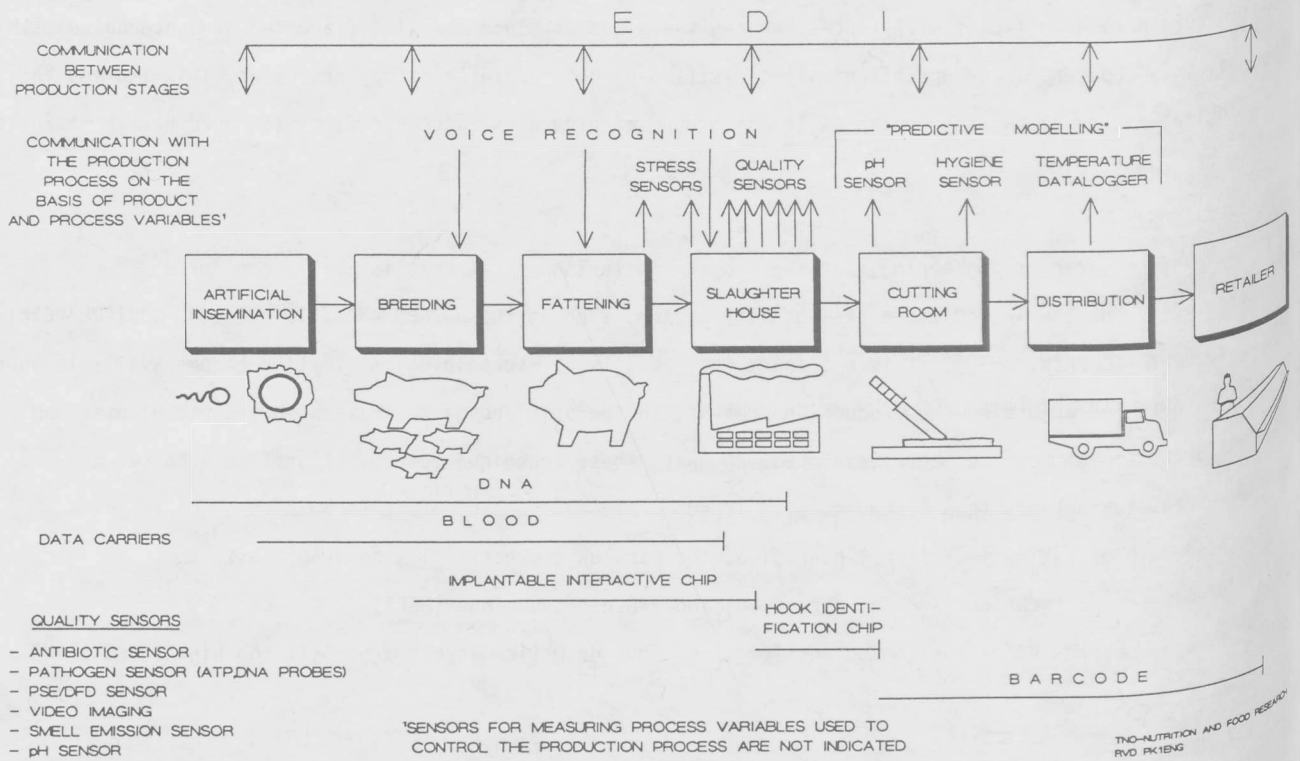 E D I
COMMUNICATION
BETWEEN
PRODUCTION STAGES
VOICE RECOGNITION
"PREDICTIVE MODELLING"
COMMUNICATION WITH
THE PRODUCTION
PROCESS ON THE
BASIS OF PRODUCT
AND PROCESS VARIABLES¹
STRESS
SENSORS
QUALITY
SENSORS
pH
SENSOR
HYGIENE
SENSOR
TEMPERATURE
DATALOGGER
ARTIFICIAL
INSEMINATION
BREEDING
FATTENING
SLAUGHTER
HOUSE
CUTTING
ROOM
DISTRIBUTION
RETAILER
DNA
BLOOD
DATA CARRIERS
IMPLANTABLE INTERACTIVE CHIP
HOOK IDENTI-
FICATION CHIP
BARCODE
QUALITY SENSORS
- ANTIBIOTIC SENSOR
- PATHOGEN SENSOR (ATP,DNA PROBES)
- PSE/DFD SENSOR
- VIDEO IMAGING
- SMELL EMISSION SENSOR
- pH SENSOR
¹SENSORS FOR MEASURING PROCESS VARIABLES USED TO
CONTROL THE PRODUCTION PROCESS ARE NOT INDICATED
TNO-NUTRITION AND FOOD RESEARCH
RVD PK1ENG